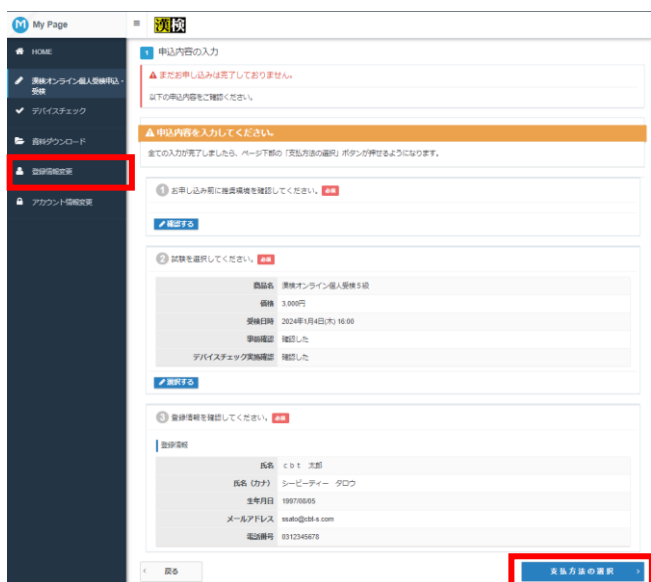 My Page
漢検
HOME
漢検オンライン個人受検申込・
受検
デバイスチェック
資料ダウンロード
登録情報変更
アカウント情報変更
1 申込内容の入力
まだお申し込みは完了しておりません。
以下の申込内容をご確認ください。
申込内容を入力してください。
全ての入力が完了しましたら、ページ下部の「支払方法の選択」ボタンが押せるようになります。
1 お申し込み前に推奨環境を確認してください。 必須
確認する
2 試験を選択してください。 必須
商品名 漢検オンライン個人受検5級
価格 3,000円
受検日時 2024年1月4日(木) 16:00
事前確認 確認した
デバイスチェック実施確認 確認した
選択する
3 登録情報を確認してください。 必須
登録情報
氏名 cbt 太郎
氏名 (カナ) シービーティー タロウ
生年月日 1997/08/05
メールアドレス ssato@cbt-s.com
電話番号 0312345678
戻る
支払方法の選択